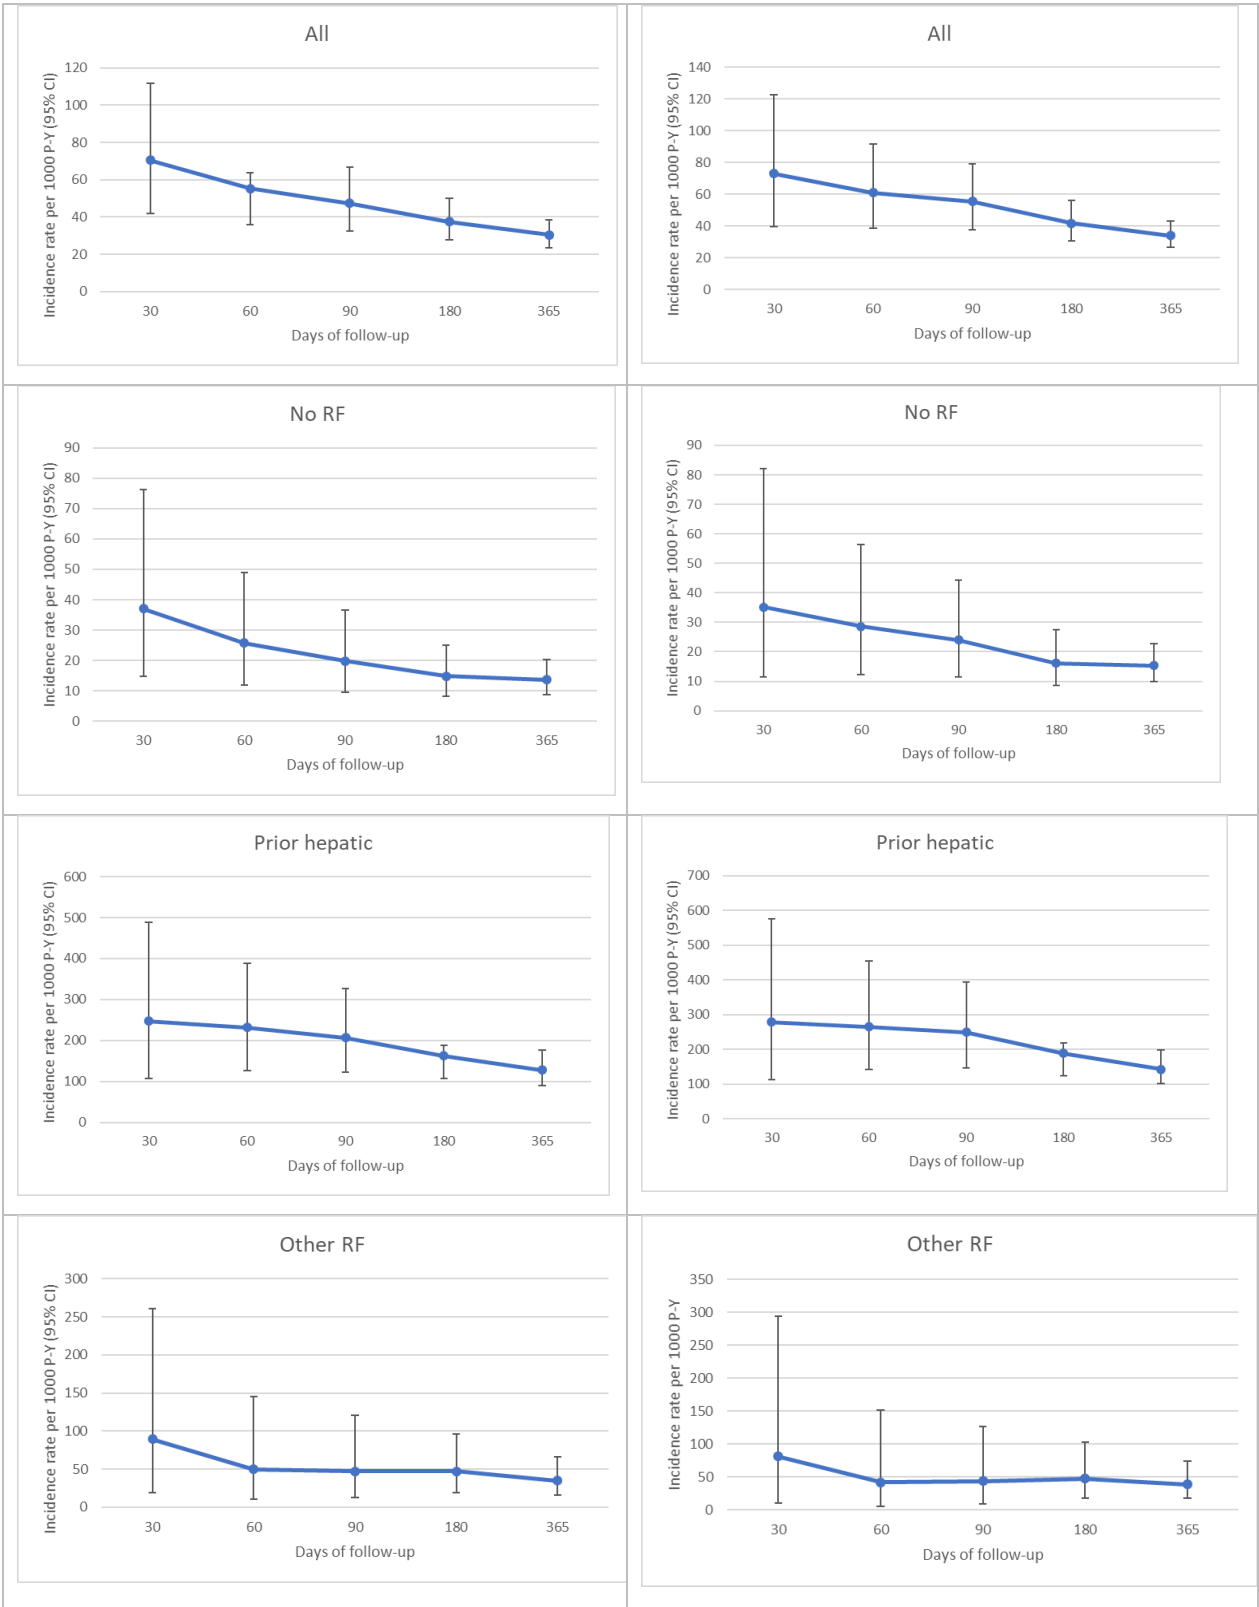 All
Incidence rate per 1000 P-Y (95% CI)
120
100
80
60
40
20
0
30 60 90 180 365
Days of follow-up
All
Incidence rate per 1000 P-Y (95% CI)
140
120
100
80
60
40
20
0
30 60 90 180 365
Days of follow-up
No RF
Incidence rate per 1000 P-Y (95% CI)
90
80
70
60
50
40
30
20
10
0
30 60 90 180 365
Days of follow-up
No RF
Incidence rate per 1000 P-Y (95% CI)
90
80
70
60
50
40
30
20
10
0
30 60 90 180 365
Days of follow-up
Prior hepatic
Incidence rate per 1000 P-Y (95% CI)
600
500
400
300
200
100
0
30 60 90 180 365
Days of follow-up
Prior hepatic
Incidence rate per 1000 P-Y (95% CI)
700
600
500
400
300
200
100
0
30 60 90 180 365
Days of follow-up
Other RF
Incidence rate per 1000 P-Y (95% CI)
300
250
200
150
100
50
0
30 60 90 180 365
Days of follow-up
Other RF
Incidence rate per 1000 P-Y
350
300
250
200
150
100
50
0
30 60 90 180 365
Days of follow-up